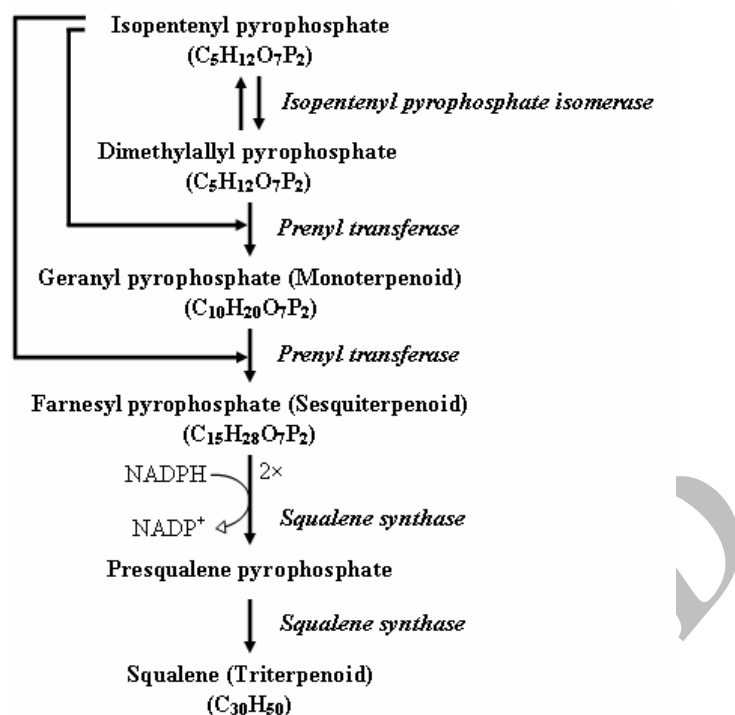 Isopentenyl pyrophosphate
(C₅H₁₂O₇P₂)
Isopentenyl pyrophosphate isomerase
Dimethylallyl pyrophosphate
(C₅H₁₂O₇P₂)
Prenyl transferase
Geranyl pyrophosphate (Monoterpenoid)
(C₁₀H₂₀O₇P₂)
Prenyl transferase
Farnesyl pyrophosphate (Sesquiterpenoid)
(C₁₅H₂₈O₇P₂)
NADPH 2×
NADP⁺ Squalene synthase
Presqualene pyrophosphate
Squalene synthase
Squalene (Triterpenoid)
(C₃₀H₅₀)